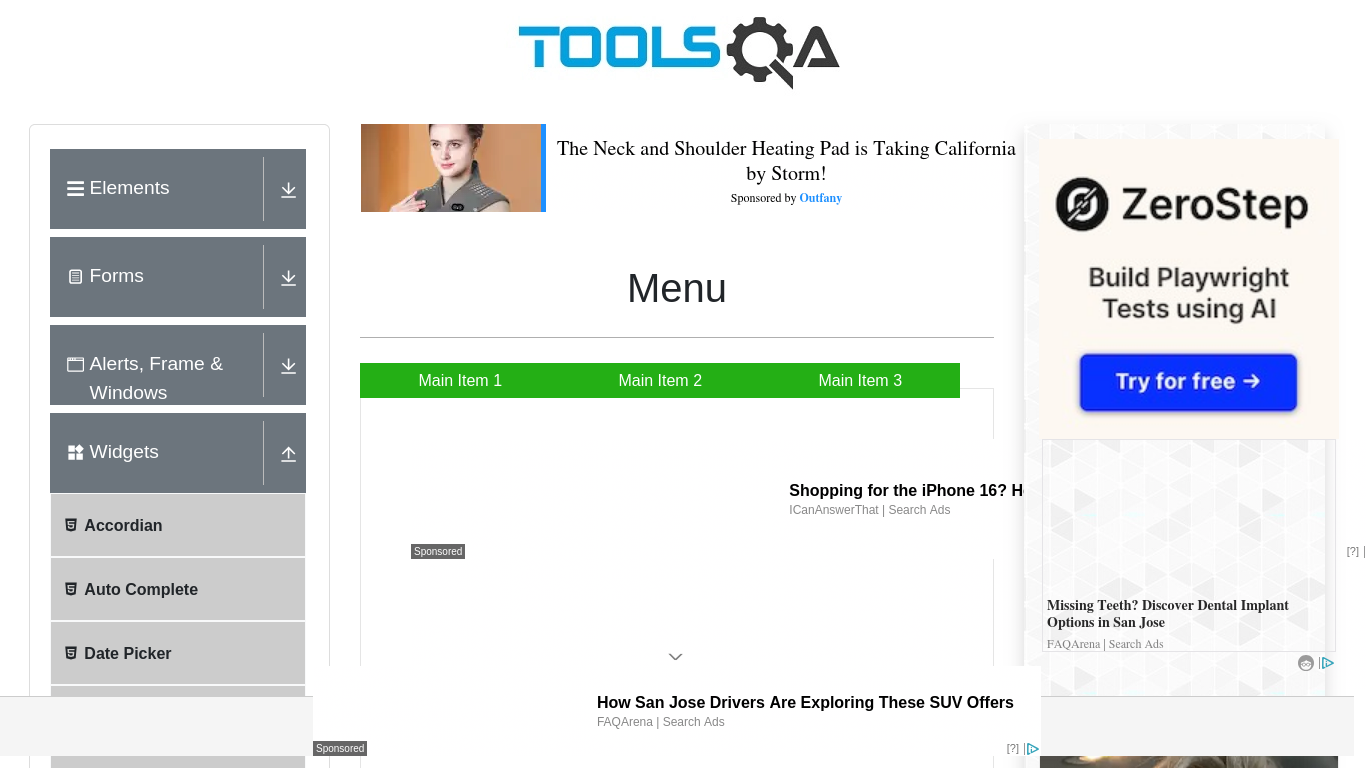 TOOLSQA
Elements
Forms
Alerts, Frame &
Windows
Widgets
Accordian
Auto Complete
Date Picker
The Neck and Shoulder Heating Pad is Taking California
by Storm!
Sponsored by Outfany
Menu
Main Item 1
Main Item 2
Main Item 3
Shopping for the iPhone 16? H
ICanAnswerThat | Search Ads
Sponsored
[?]
How San Jose Drivers Are Exploring These SUV Offers
FAQArena | Search Ads
Sponsored
[?]
ZeroStep
Build Playwright
Tests using AI
Try for free →
Missing Teeth? Discover Dental Implant
Options in San Jose
FAQArena | Search Ads